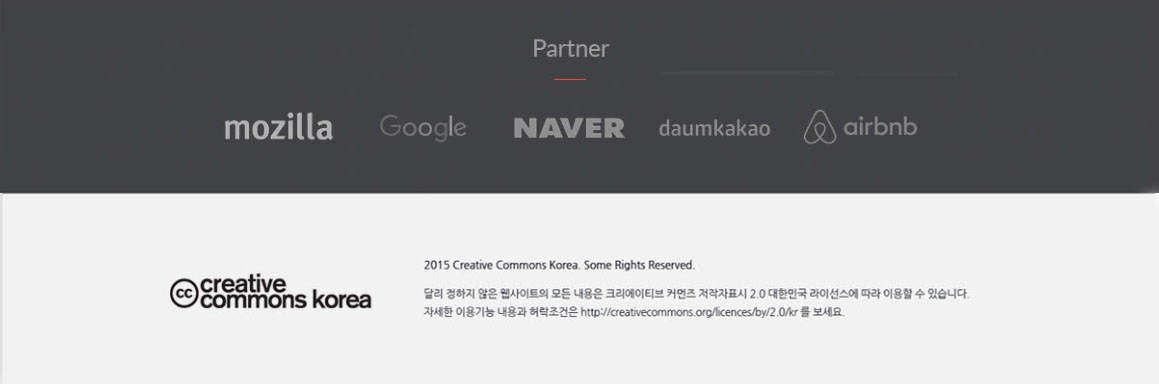 Partner
mozilla Google NAVER daumkakao airbnb
cc creative
commons korea
2015 Creative Commons Korea. Some Rights Reserved.
달리 정하지 않은 웹사이트의 모든 내용은 크리에이티브 커먼즈 저작자표시 2.0 대한민국 라이선스에 따라 이용할 수 있습니다.
자세한 이용기능 내용과 허락조건은 http://creativecommons.org/licences/by/2.0/kr 를 보세요.